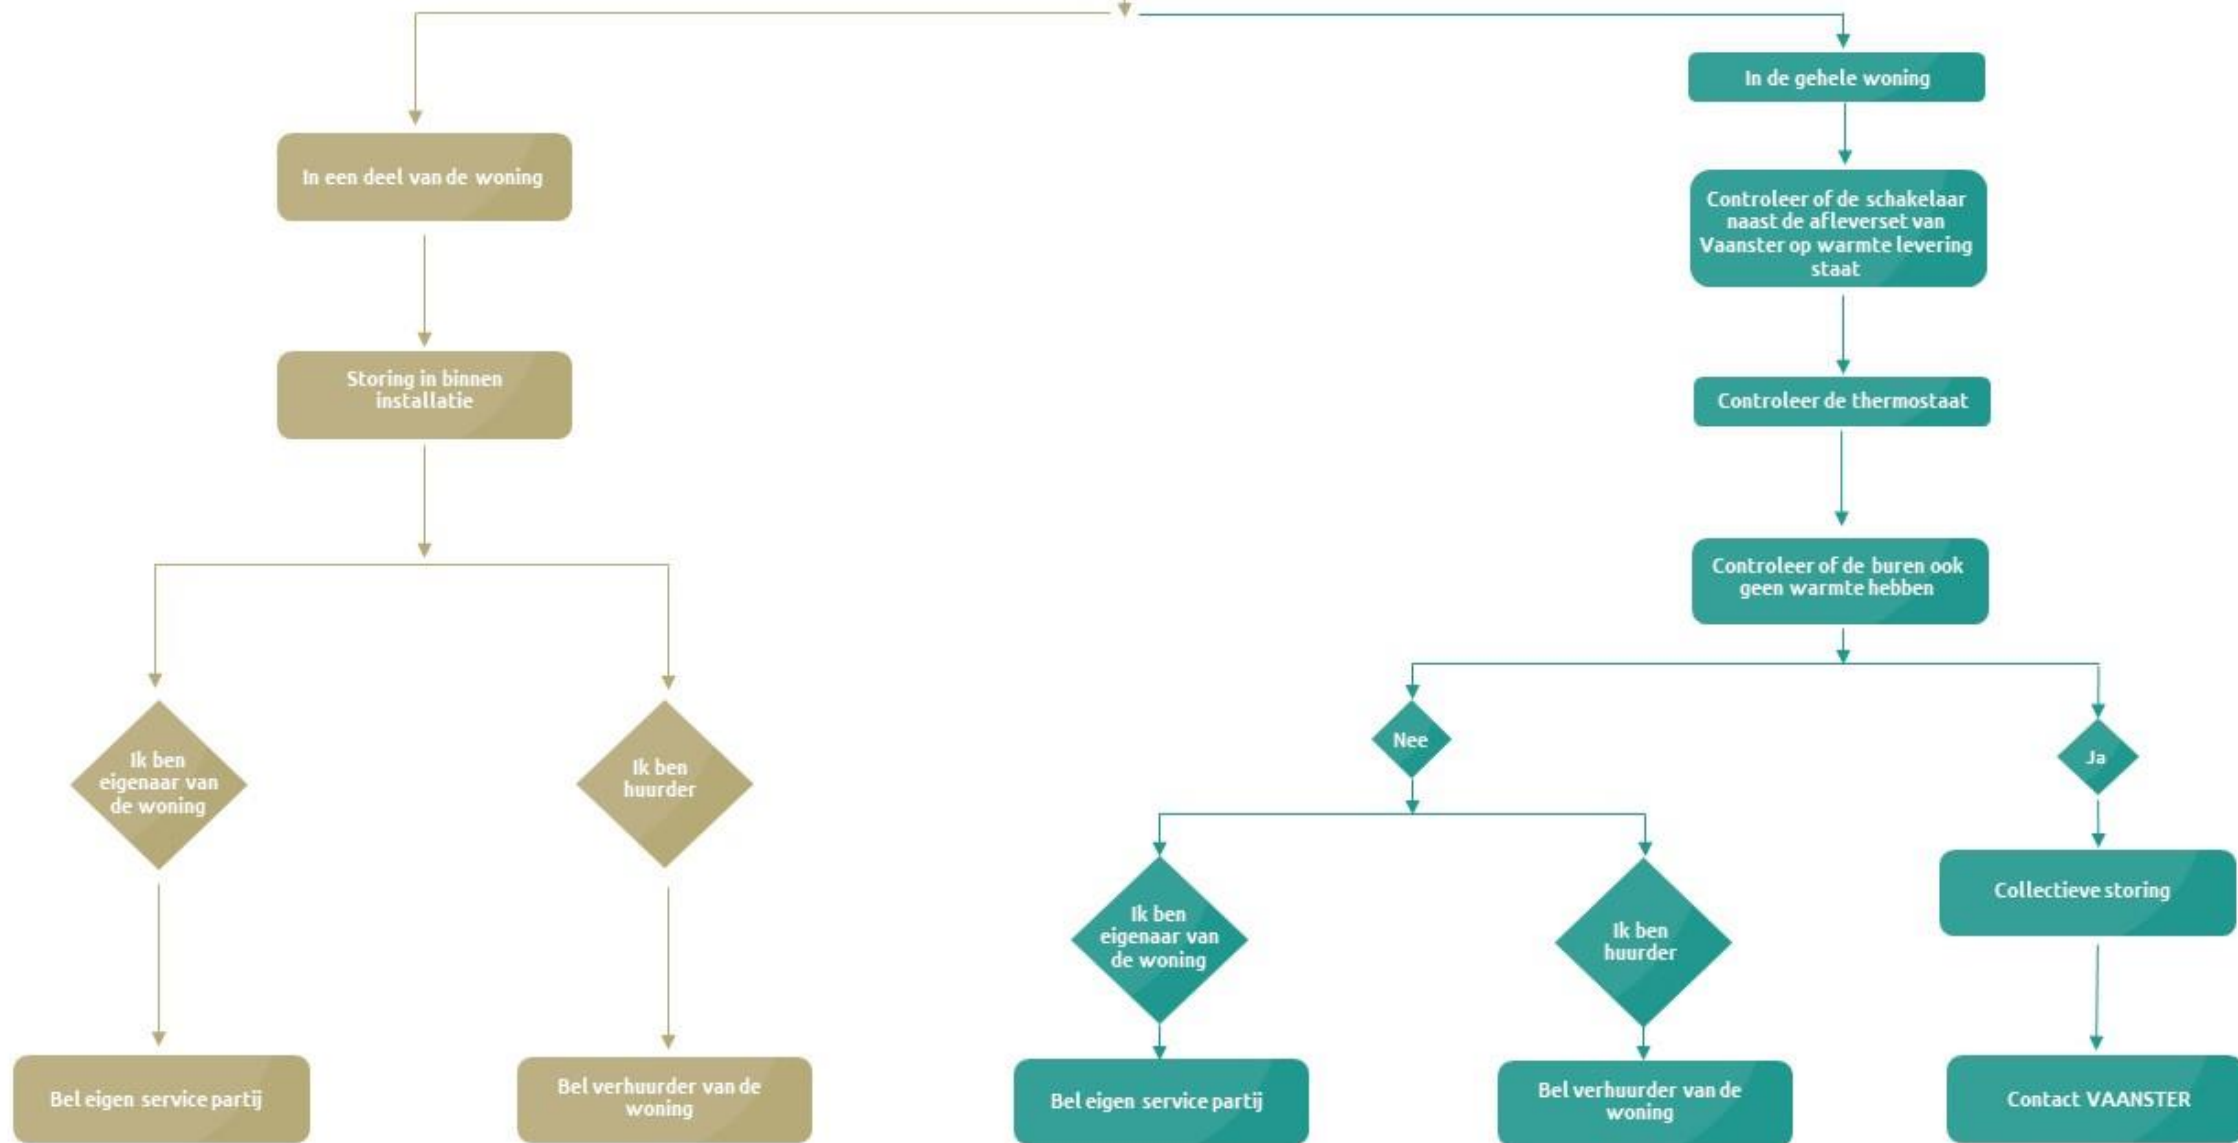 In de gehele woning
In een deel van de woning
Controleer of de schakelaar
naast de afleverset van
Vaanster op warmte levering
staat
Storing in binnen
installatie
Controleer de thermostaat
Controleer of de buren ook
geen warmte hebben
Ik ben
eigenaar van
de woning
Ik ben
huurder
Nee
Ja
Ik ben
eigenaar van
de woning
Ik ben
huurder
Collectieve storing
Bel eigen service partij
Bel verhuurder van de
woning
Bel eigen service partij
Bel verhuurder van de
woning
Contact VAANSTER